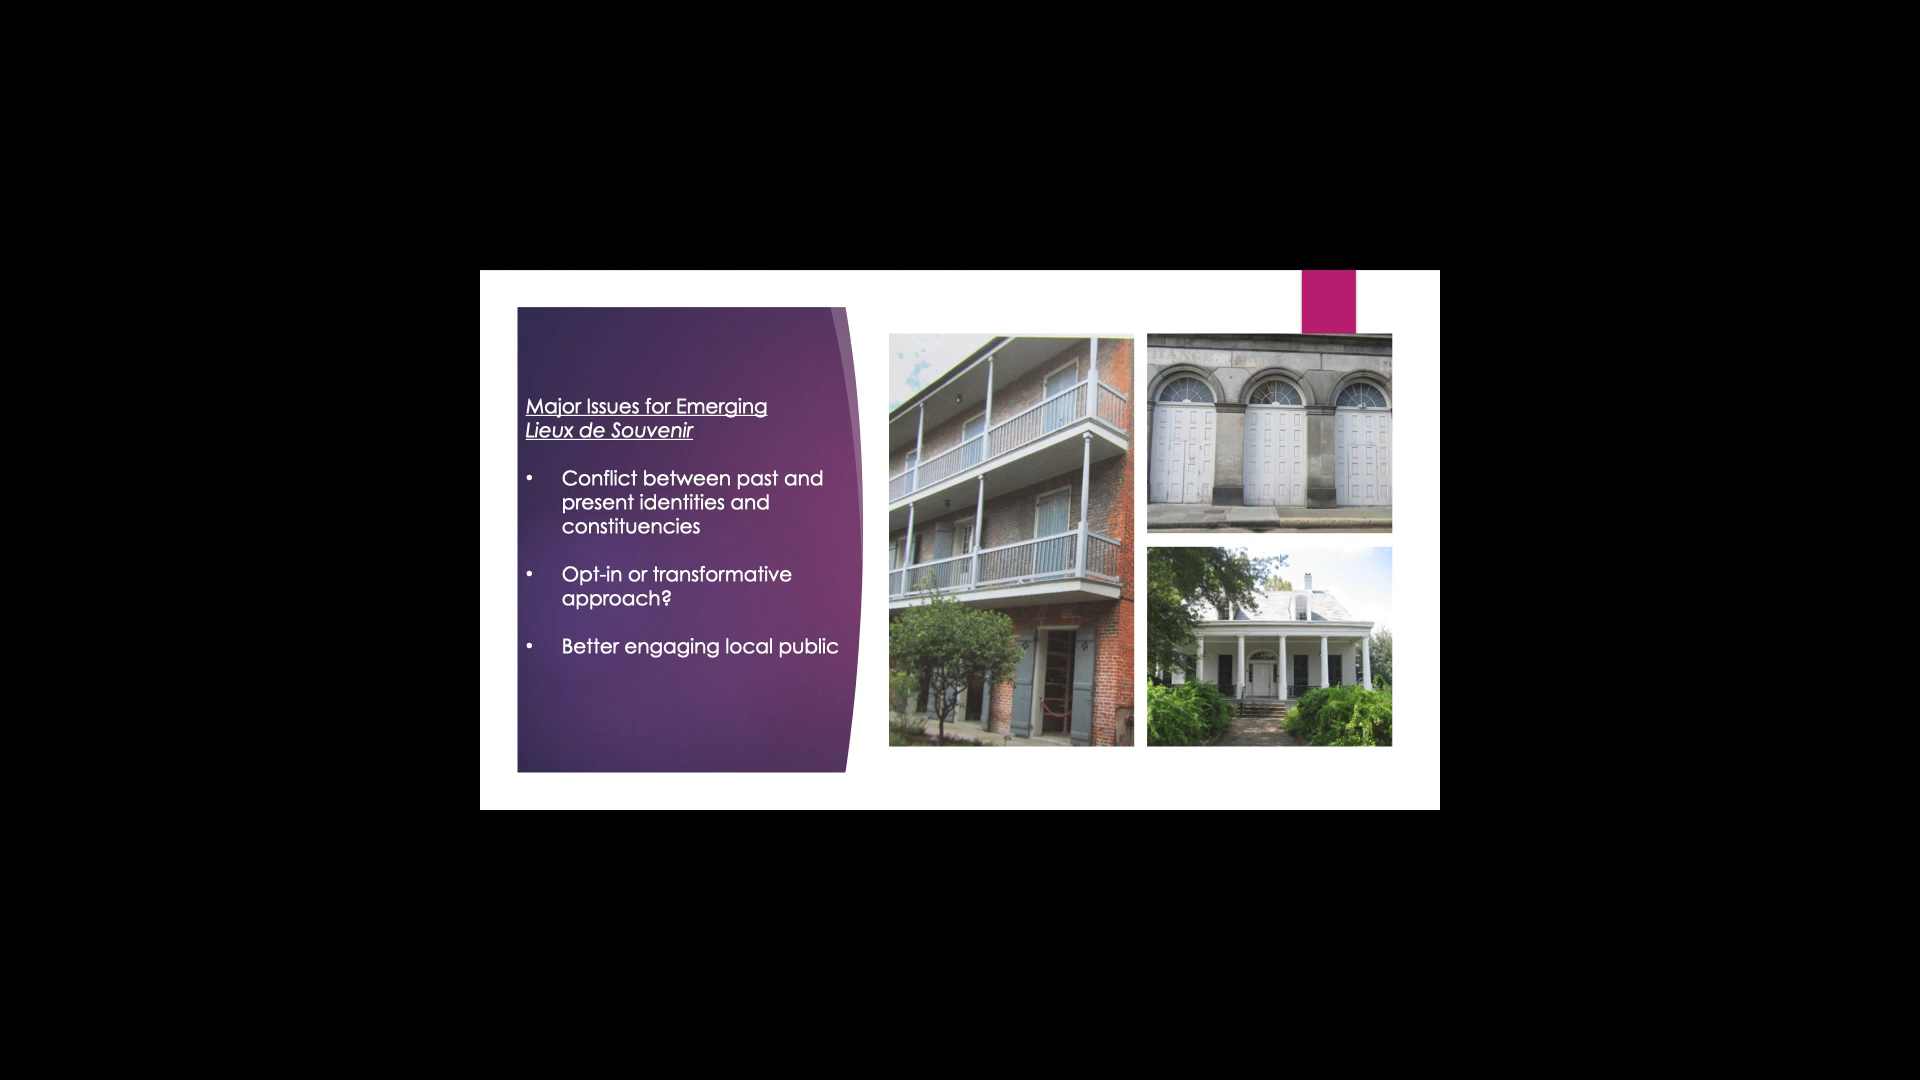 Major Issues for Emerging
Lieux de Souvenir
• Conflict between past and
present identities and
constituencies
• Opt-in or transformative
approach?
• Better engaging local public